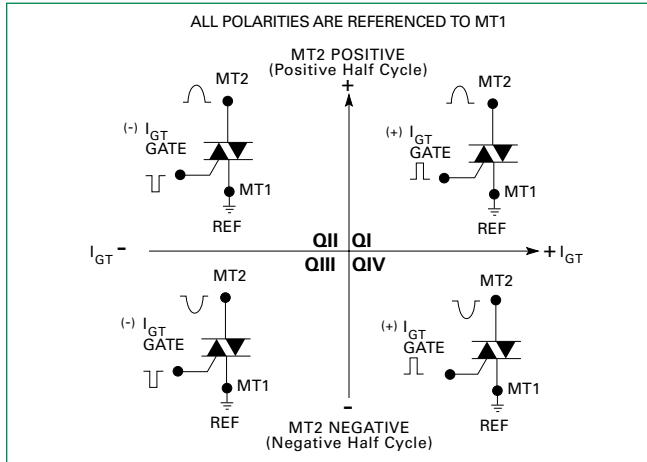 ALL POLARITIES ARE REFERENCED TO MT1
MT2 POSITIVE
(Positive Half Cycle)
+
MT2
(-) IGT
GATE
MT1
REF
MT2
(+) IGT
GATE
MT1
REF
IGT -
QII QI
QIII QIV
+ IGT
MT2
(-) IGT
GATE
MT1
REF
MT2
(+) IGT
GATE
MT1
REF
-
MT2 NEGATIVE
(Negative Half Cycle)